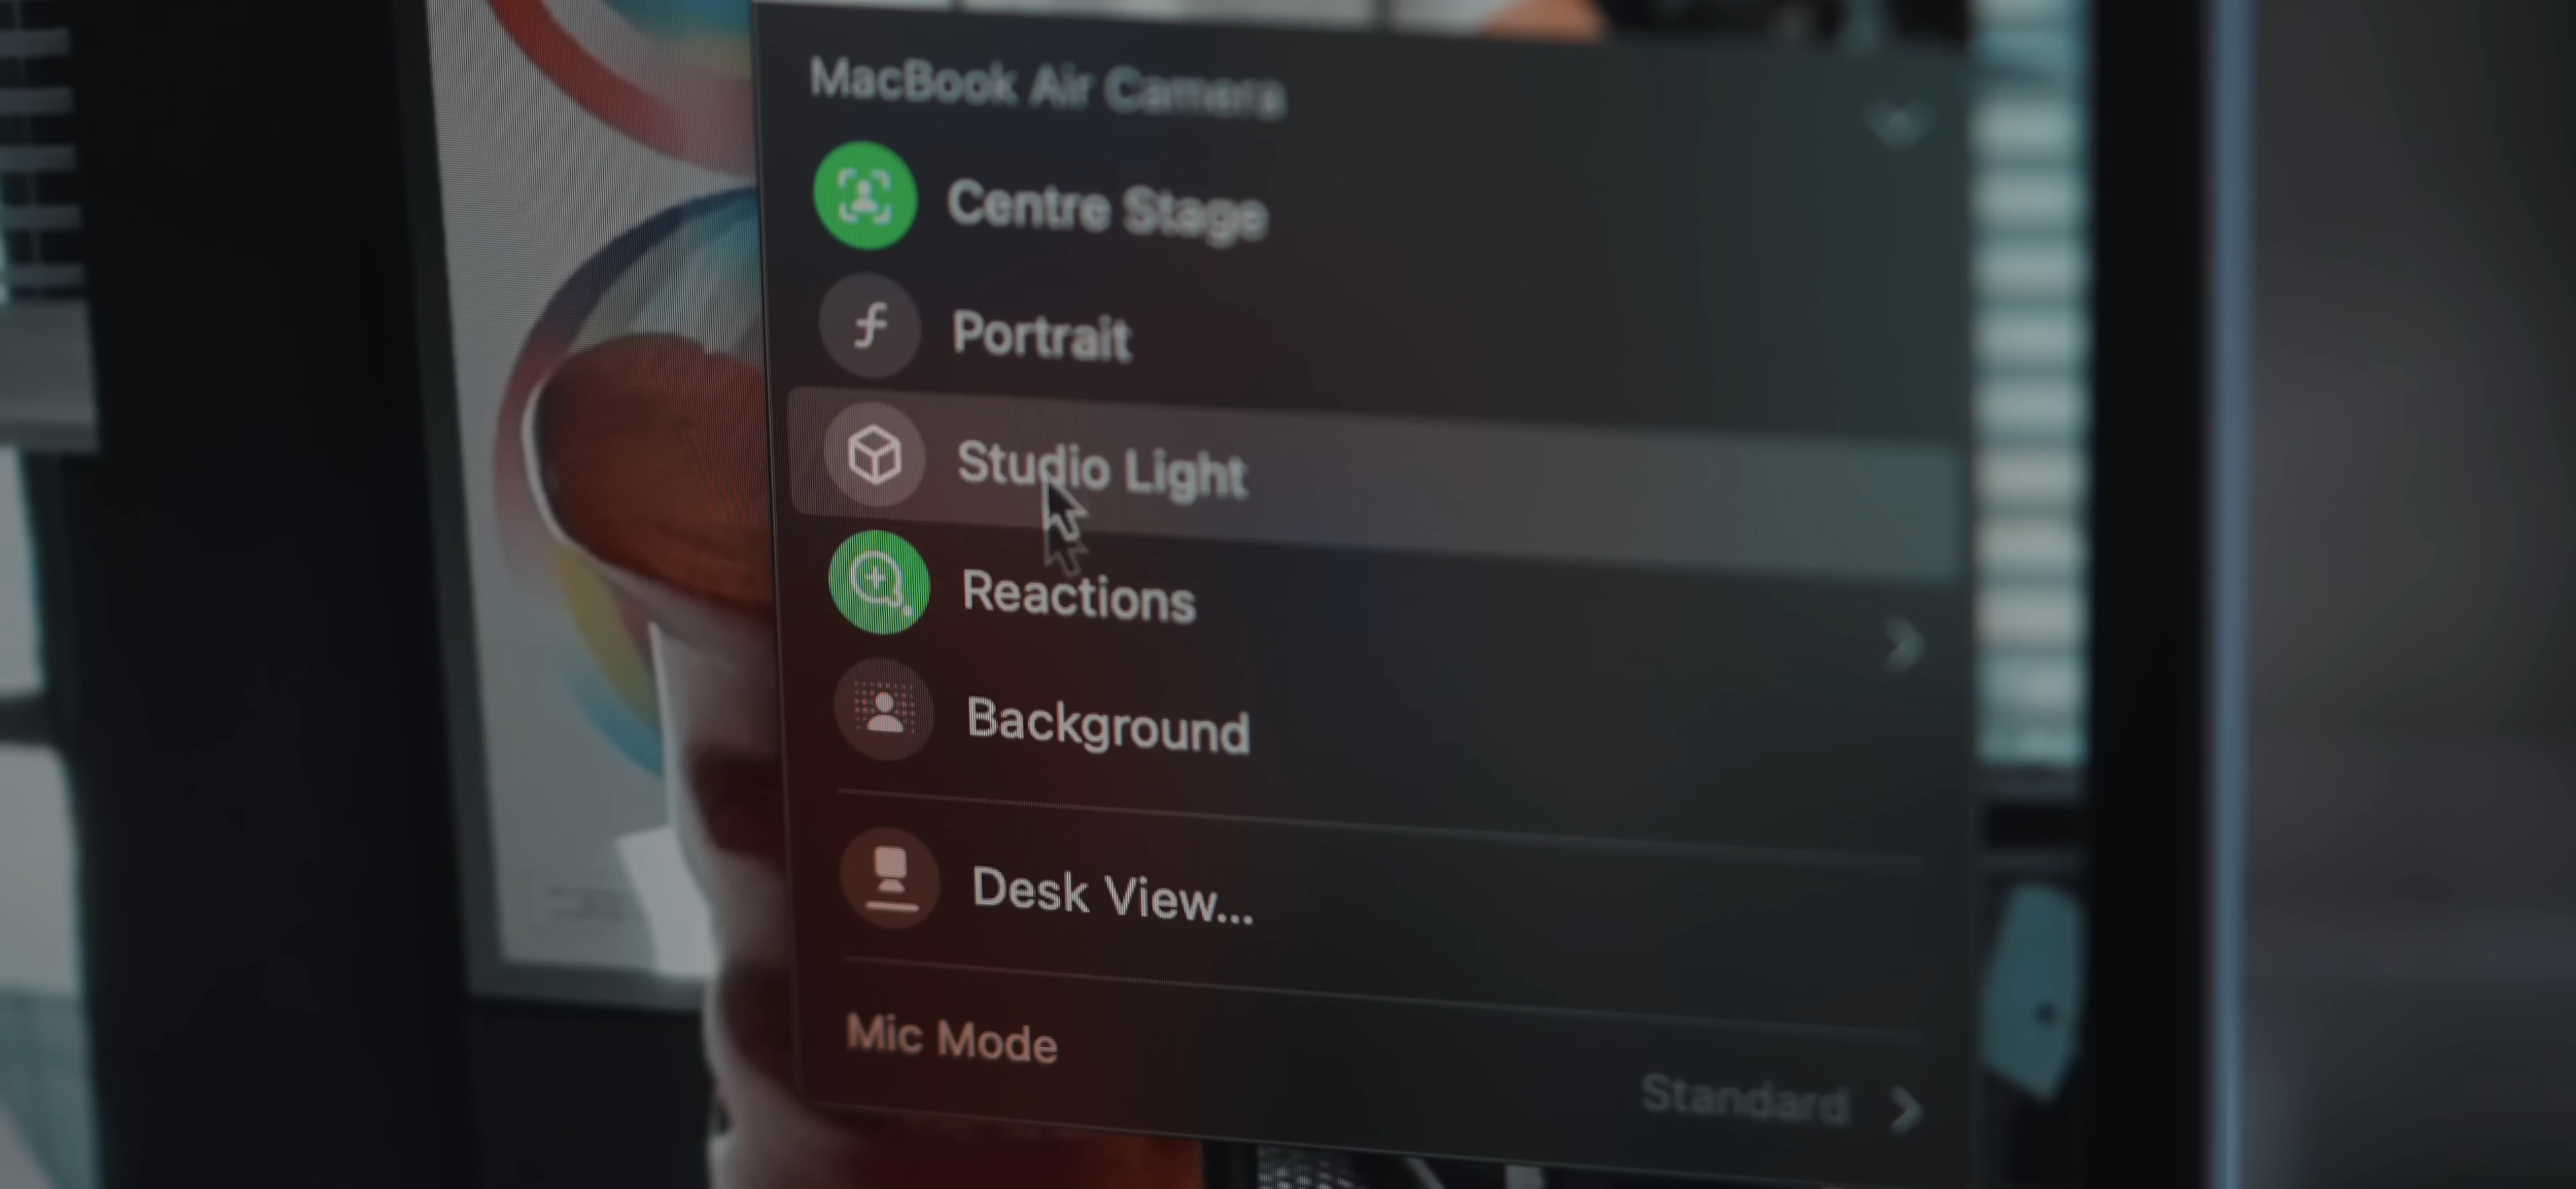 MacBook Air Camera
Centre Stage
Portrait
Studio Light
Reactions
Background
Desk View...
Mic Mode
Standard